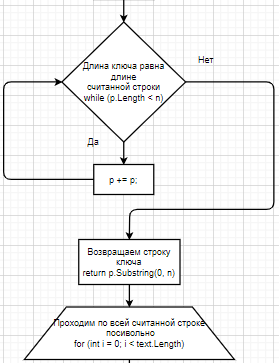 Длина ключа равна
длине
считанной строки
while (p.Length < n)
Нет
Да
p += p;
Возвращаем строку
ключа
return p.Substring(0, n)
Проходим по всей считанной строке
посивольно
for (int i = 0; i < text.Length)